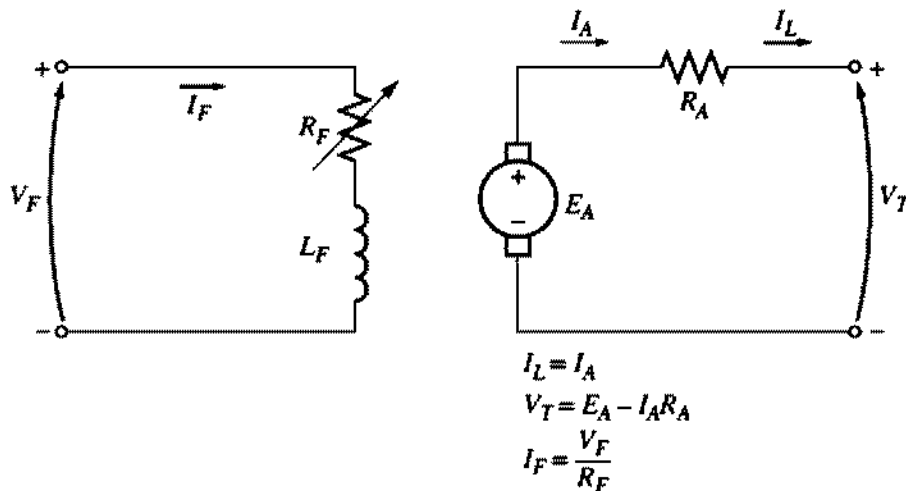 I_A
I_L
+
I_F
R_F
R_A
+
V_F
+
−
E_A
V_T
L_F
−
−
I_L = I_A
V_T = E_A − I_A R_A
I_F = V_F / R_F